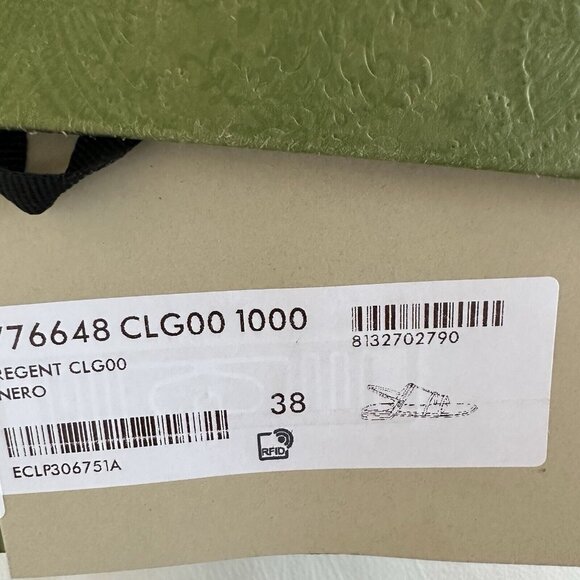 776648 CLG00 1000
8132702790
REGENT CLG00
NERO
38
ECLP306751A
RFID